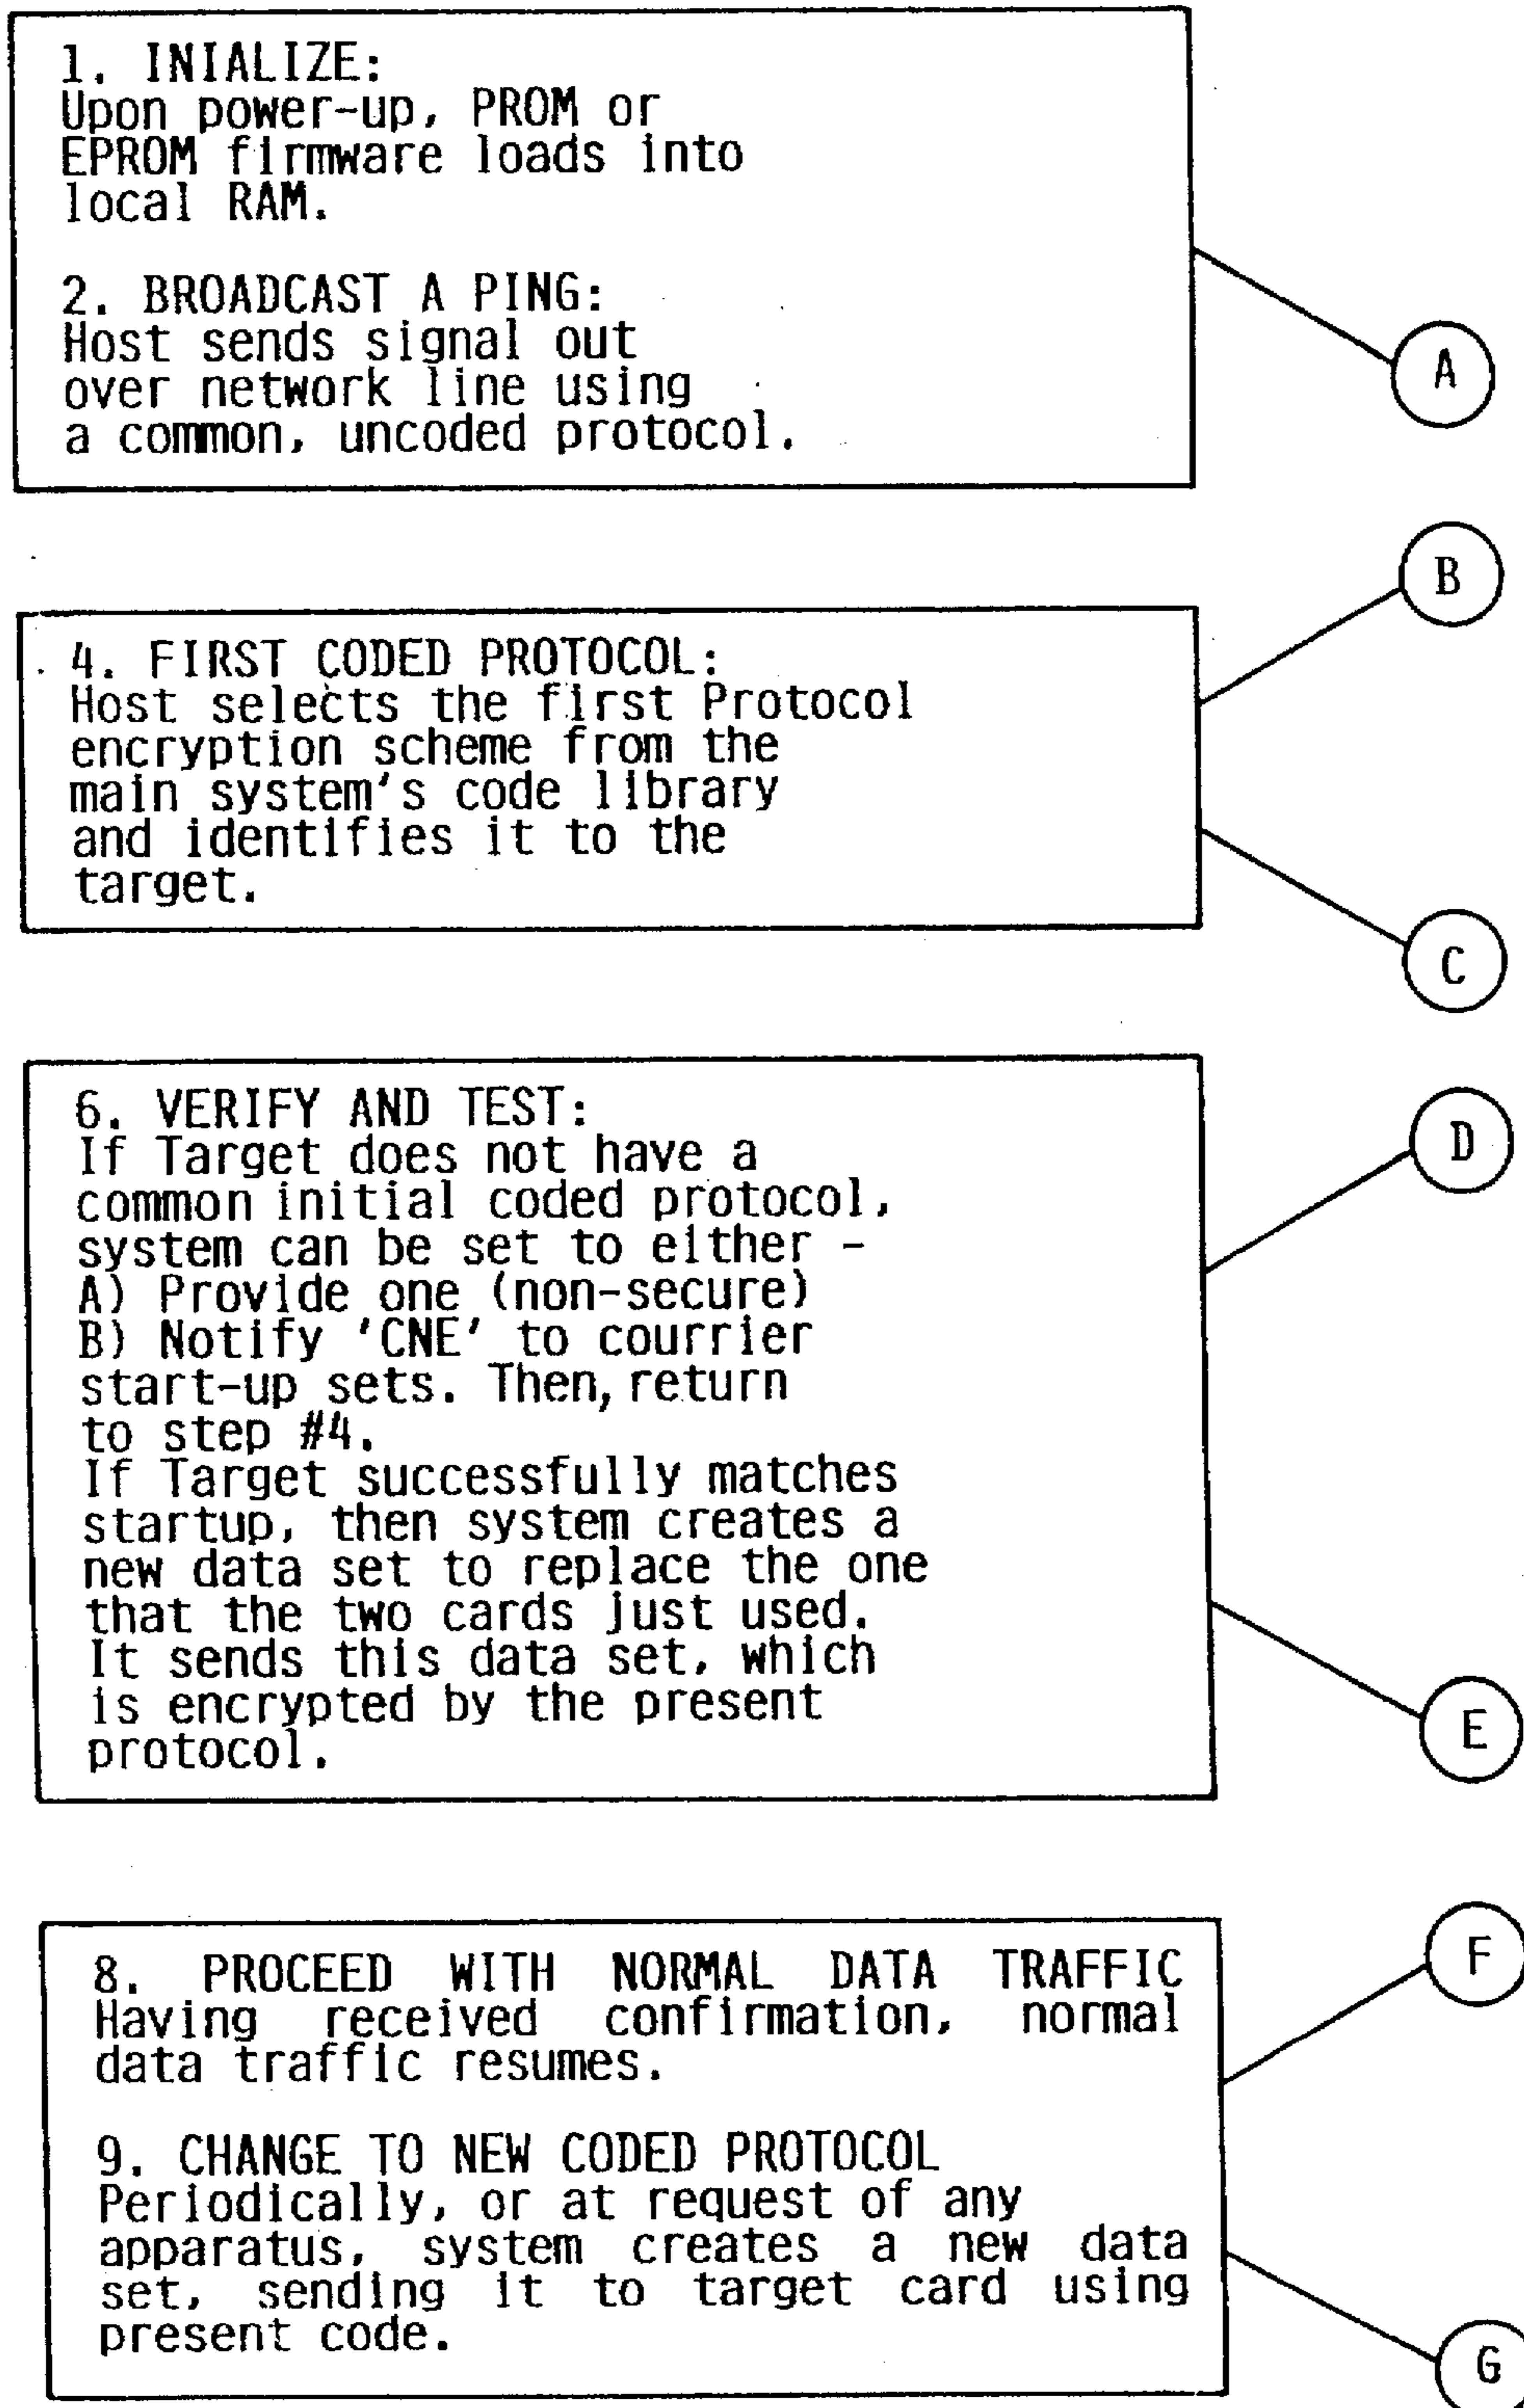 1. INIALIZE:
Upon power-up, PROM or
EPROM firmware loads into
local RAM.
2. BROADCAST A PING:
Host sends signal out
over network line using
a common, uncoded protocol.
A
B
4. FIRST CODED PROTOCOL:
Host selects the first Protocol
encryption scheme from the
main system's code library
and identifies it to the
target.
C
6. VERIFY AND TEST:
If Target does not have a
common initial coded protocol,
system can be set to either -
A) Provide one (non-secure)
B) Notify 'CNE' to courrier
start-up sets. Then, return
to step #4.
If Target successfully matches
startup, then system creates a
new data set to replace the one
that the two cards just used.
It sends this data set, which
is encrypted by the present
protocol.
D
E
8. PROCEED WITH NORMAL DATA TRAFFIC
Having received confirmation, normal
data traffic resumes.
9. CHANGE TO NEW CODED PROTOCOL
Periodically, or at request of any
apparatus, system creates a new data
set, sending it to target card using
present code.
F
G